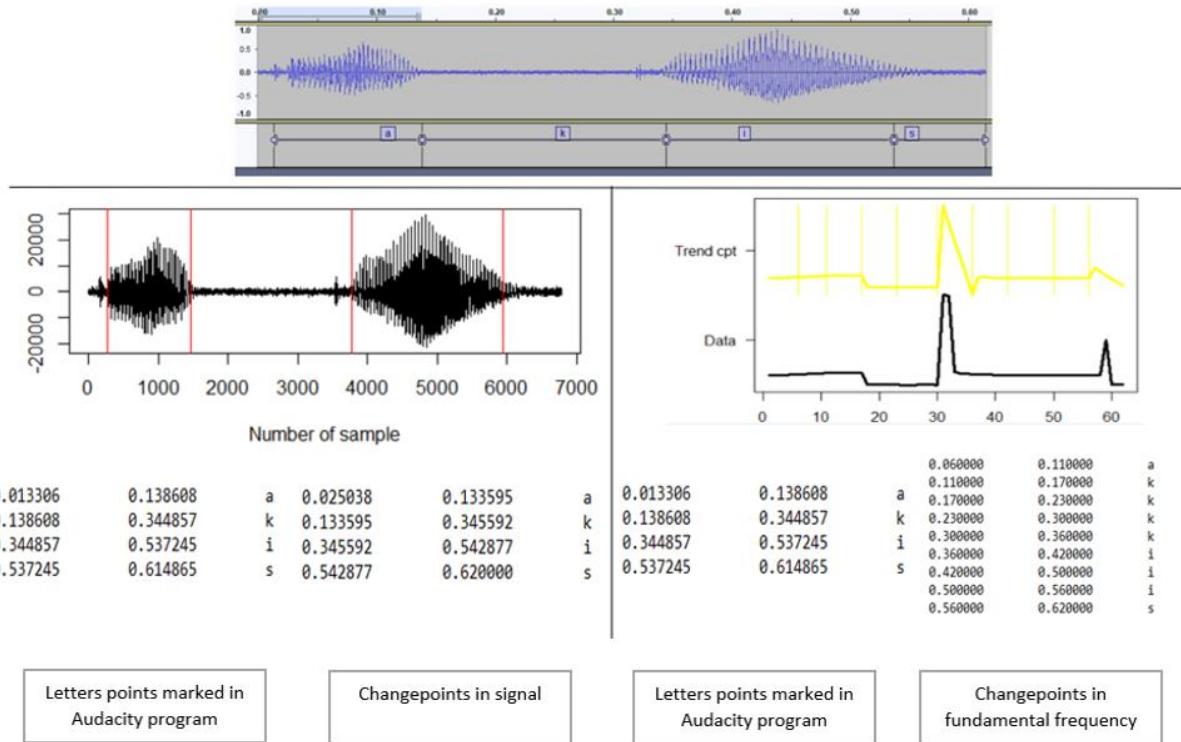 0.00 0.10 0.20 0.30 0.40 0.50 0.60
1.0
0.5
0.0
-0.5
-1.0
a k i s
20000
0
-20000
0 1000 2000 3000 4000 5000 6000 7000
Number of sample
Trend cpt
Data
0 10 20 30 40 50 60
.013306 0.138608 a 0.025038 0.133595 a
.138608 0.344857 k 0.133595 0.345592 k
.344857 0.537245 i 0.345592 0.542877 i
.537245 0.614865 s 0.542877 0.620000 s
0.013306 0.138608 a
0.138608 0.344857 k
0.344857 0.537245 i
0.537245 0.614865 s
0.060000 0.110000 a
0.110000 0.170000 k
0.170000 0.230000 k
0.230000 0.300000 k
0.300000 0.360000 k
0.360000 0.420000 i
0.420000 0.500000 i
0.500000 0.560000 i
0.560000 0.620000 s
Letters points marked in
Audacity program
Changepoints in signal
Letters points marked in
Audacity program
Changepoints in
fundamental frequency